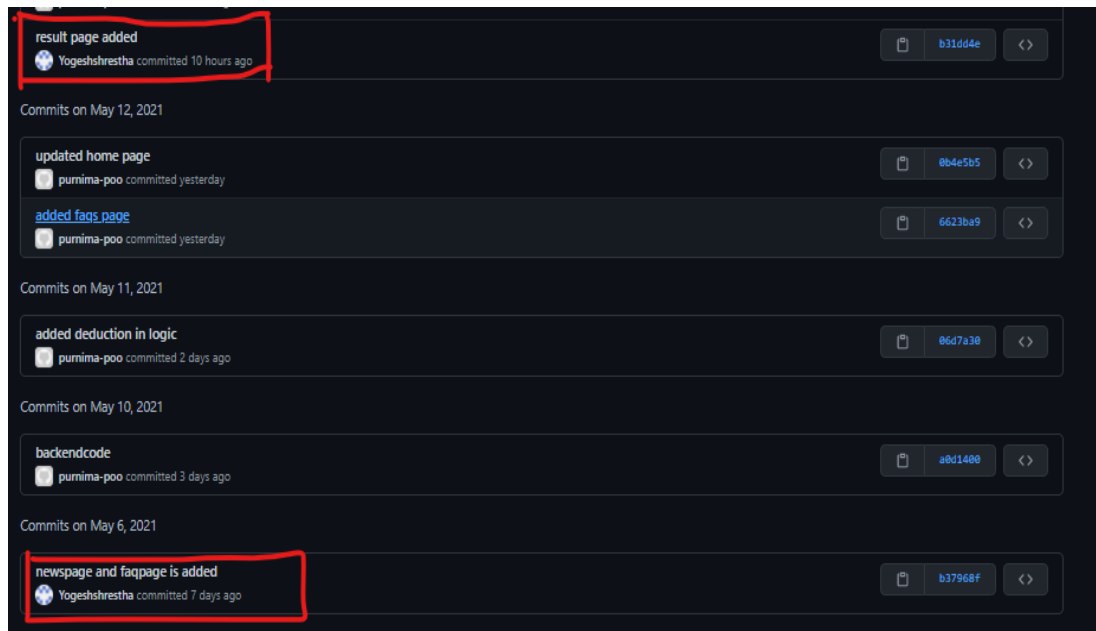 result page added
Yogeshshrestha committed 10 hours ago
b31dd4e
Commits on May 12, 2021
updated home page
purnima-poo committed yesterday
0b4e5b5
added faqs page
purnima-poo committed yesterday
6623ba9
Commits on May 11, 2021
added deduction in logic
purnima-poo committed 2 days ago
06d7a30
Commits on May 10, 2021
backendcode
purnima-poo committed 3 days ago
a0d1400
Commits on May 6, 2021
newspage and faqpage is added
Yogeshshrestha committed 7 days ago
b37968f